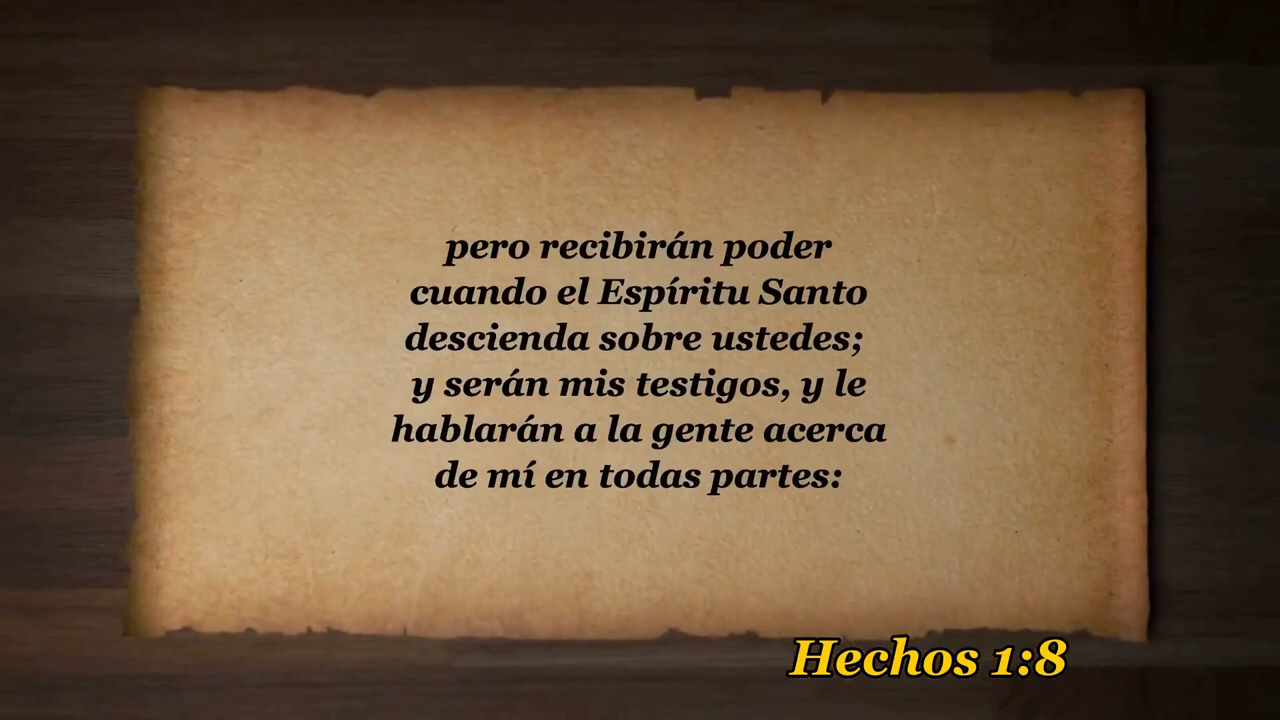 pero recibirán poder
cuando el Espíritu Santo
descienda sobre ustedes;
y serán mis testigos, y le
hablarán a la gente acerca
de mí en todas partes:
Hechos 1:8